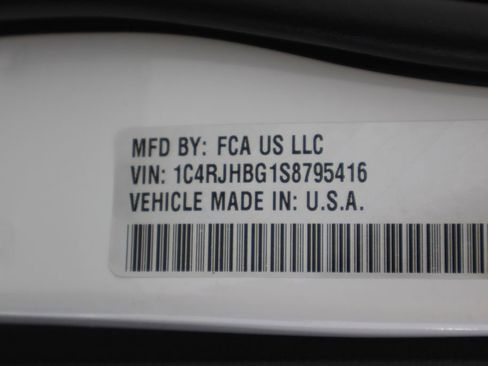 MFD BY: FCA US LLC
VIN: 1C4RJHBG1S8795416
VEHICLE MADE IN: U.S.A.